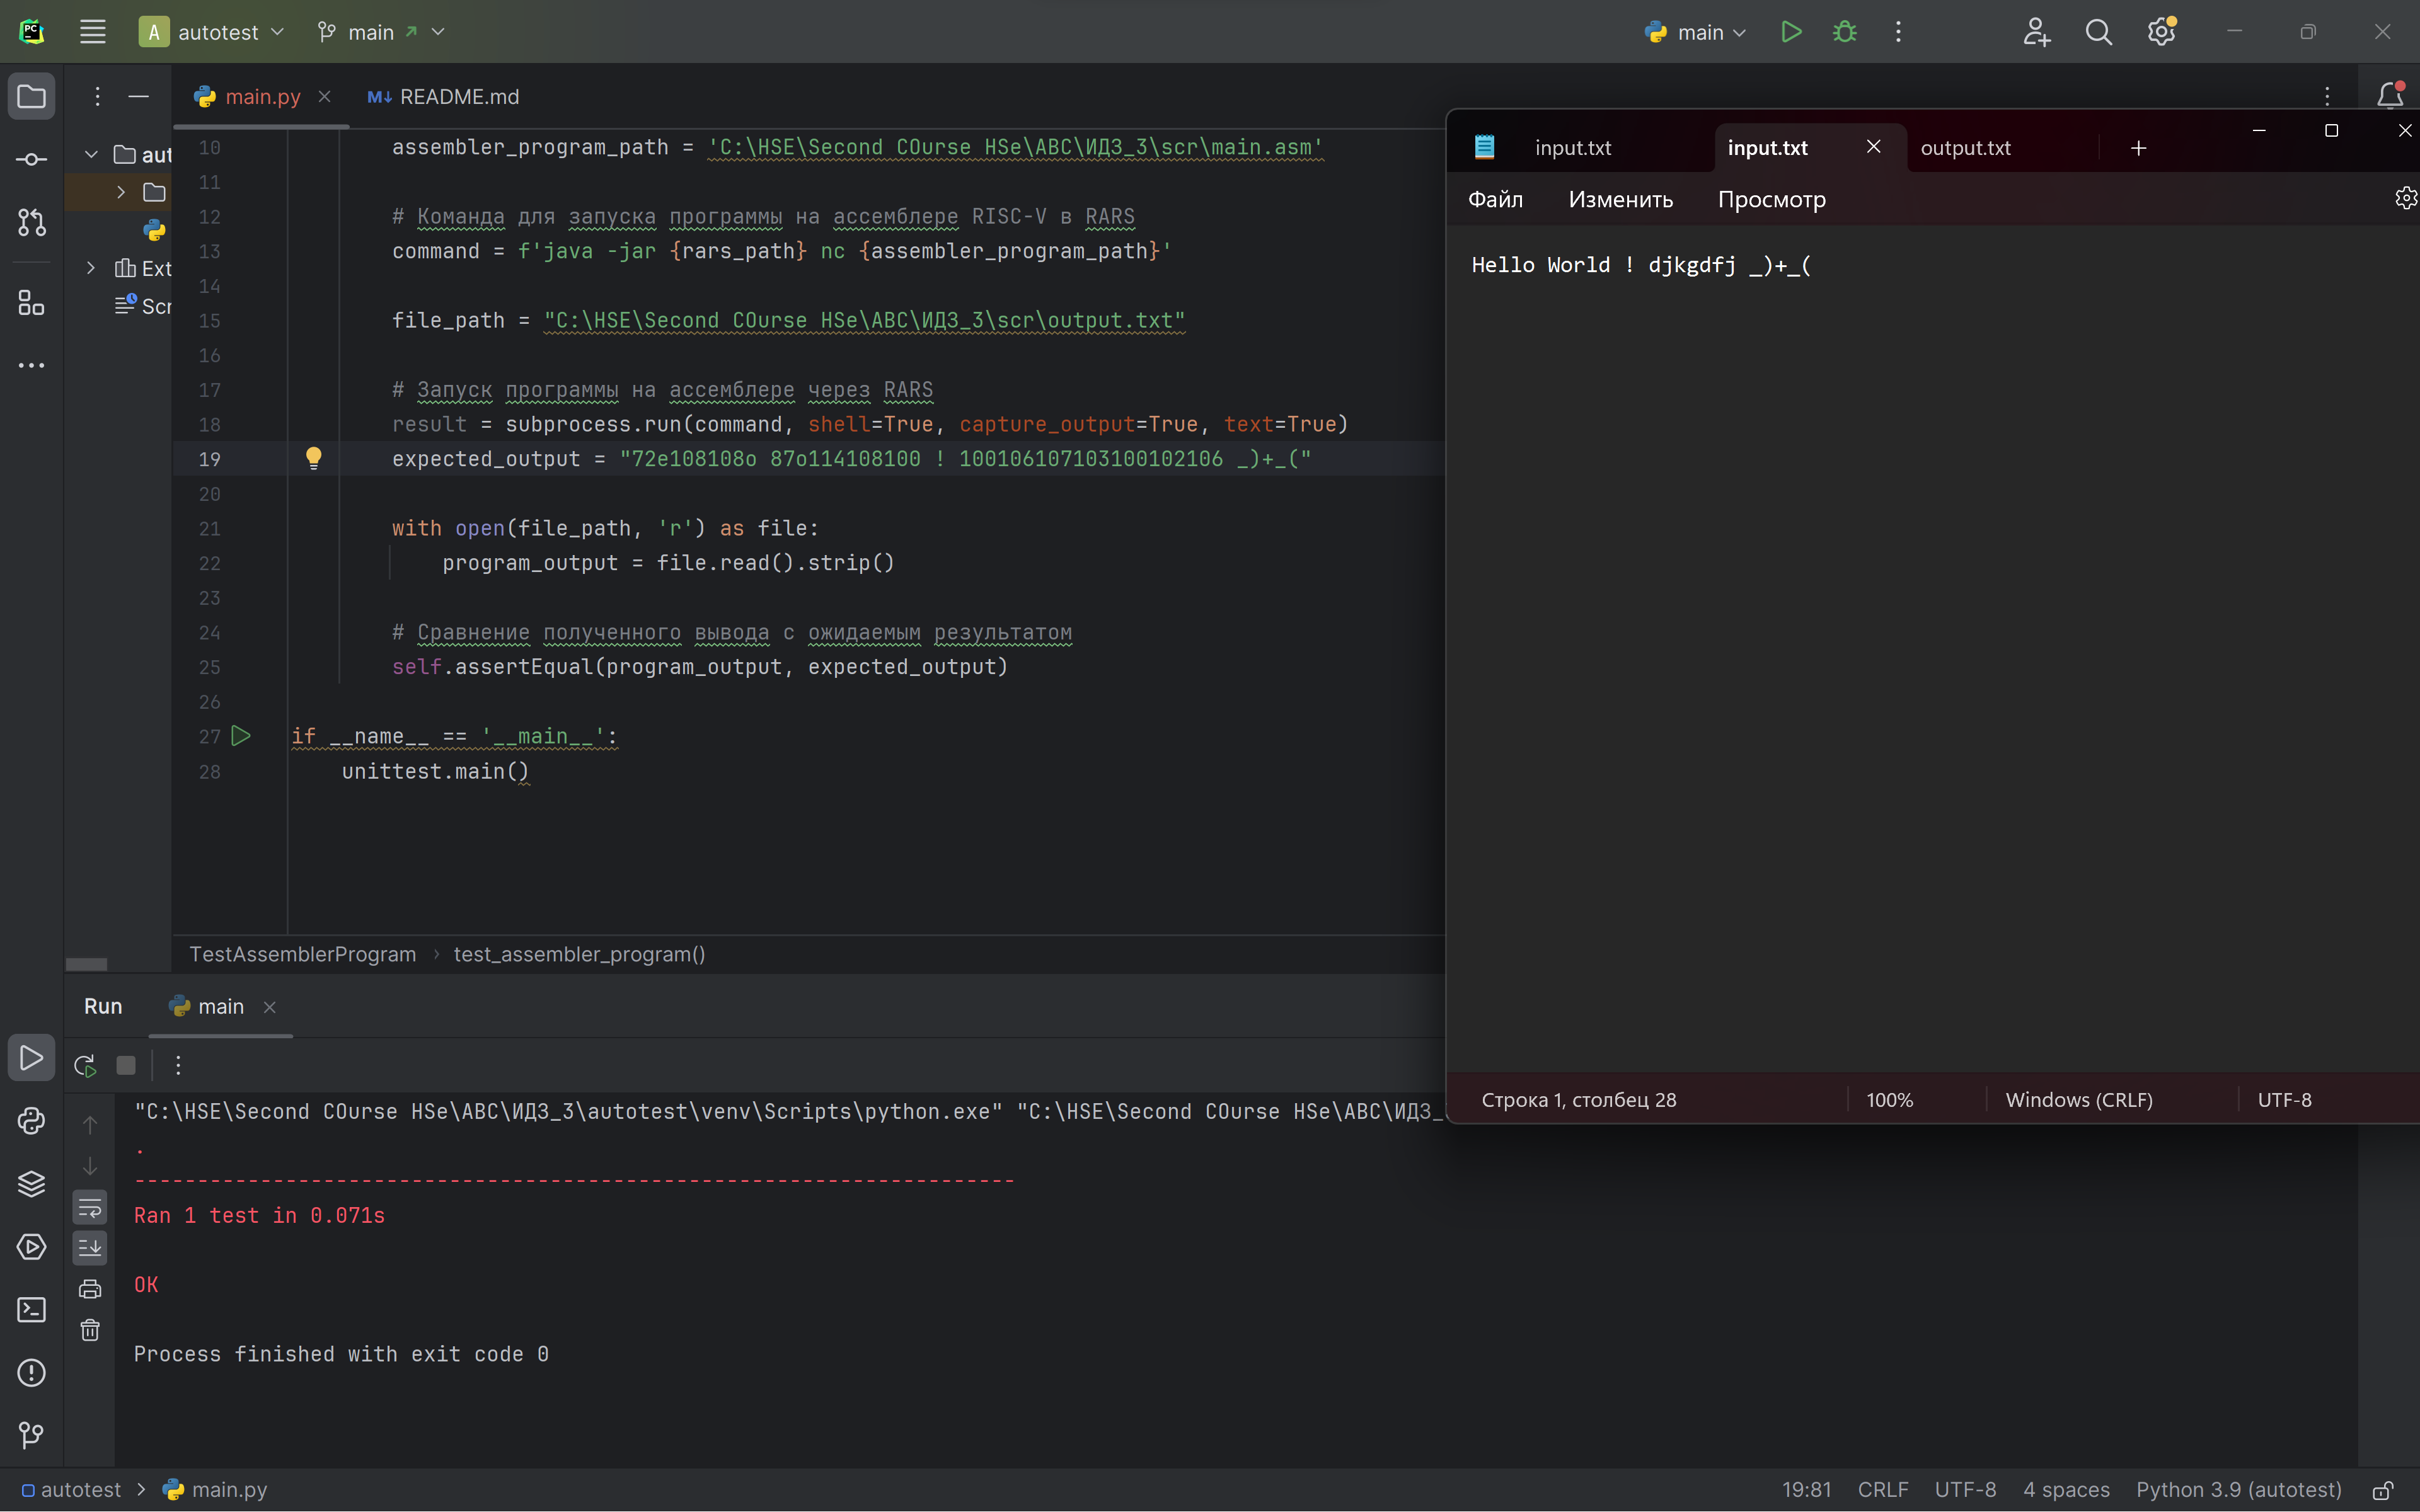 PC
A autotest
main
main
main.py
README.md
aut
Ext
Scr
10 assembler_program_path = 'C:\HSE\Second COurse HSe\ABC\ИДЗ_3\scr\main.asm'
11
12 # Команда для запуска программы на ассемблере RISC-V в RARS
13 command = f'java -jar {rars_path} nc {assembler_program_path}'
14
15 file_path = "C:\HSE\Second COurse HSe\ABC\ИДЗ_3\scr\output.txt"
16
17 # Запуск программы на ассемблере через RARS
18 result = subprocess.run(command, shell=True, capture_output=True, text=True)
19 expected_output = "72e108108o 87o114108100 ! 100106107103100102106 _)+_("
20
21 with open(file_path, 'r') as file:
22 program_output = file.read().strip()
23
24 # Сравнение полученного вывода с ожидаемым результатом
25 self.assertEqual(program_output, expected_output)
26
27 if __name__ == '__main__':
28 unittest.main()
TestAssemblerProgram › test_assembler_program()
input.txt
input.txt
output.txt
Файл Изменить Просмотр
Hello World ! djkgdfj _)+_(
Строка 1, столбец 28
100%
Windows (CRLF)
UTF-8
Run main
"C:\HSE\Second COurse HSe\ABC\ИДЗ_3\autotest\venv\Scripts\python.exe" "C:\HSE\Second COurse HSe\ABC\ИДЗ_
.
----------------------------------------------------------------------
Ran 1 test in 0.071s
OK
Process finished with exit code 0
autotest > main.py
19:81 CRLF UTF-8 4 spaces Python 3.9 (autotest)